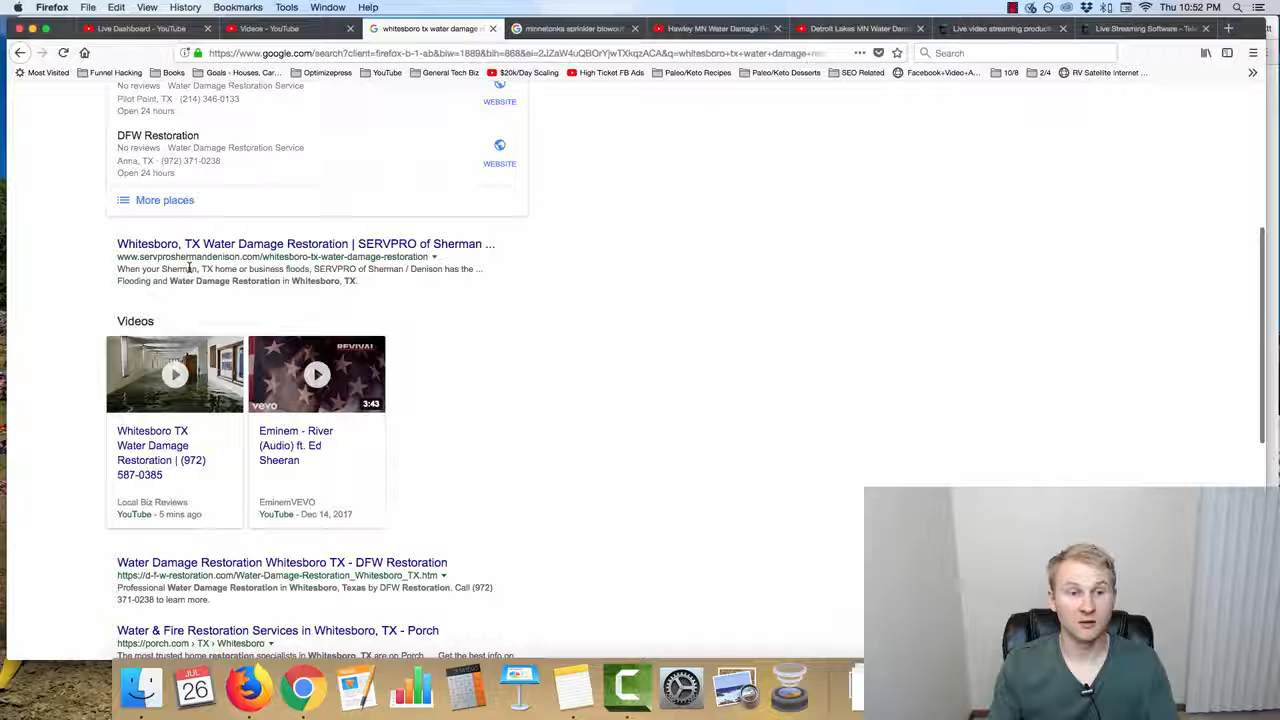 Firefox File Edit View History Bookmarks Tools Window Help
Thu 10:52 PM
Live Dashboard - YouTube
Videos - YouTube
whitesboro tx water damage r
minnetonka sprinkler blowout
Hawley MN Water Damage Re
Detroit Lakes MN Water Dam
Live video streaming product
Live Streaming Software - Tele
https://www.google.com/search?client=firefox-b-1-ab&biw=1889&bih=868&ei=2JZaW4uQBOrYjwTXkqzACA&q=whitesboro+tx+water+damage+res
Search
Most Visited
Funnel Hacking
Books
Goals - Houses, Car...
Optimizepress
YouTube
General Tech Biz
$20k/Day Scaling
High Ticket FB Ads
Paleo/Keto Recipes
Paleo/Keto Desserts
SEO Related
Facebook+Video+A...
10/8
2/4
RV Satellite Internet ...
No reviews Water Damage Restoration Service
Pilot Point, TX · (214) 346-0133
Open 24 hours
WEBSITE
DFW Restoration
No reviews Water Damage Restoration Service
Anna, TX · (972) 371-0238
Open 24 hours
WEBSITE
More places
Whitesboro, TX Water Damage Restoration | SERVPRO of Sherman ...
www.servproshermandenison.com/whitesboro-tx-water-damage-restoration
When your Sherman, TX home or business floods, SERVPRO of Sherman / Denison has the ...
Flooding and Water Damage Restoration in Whitesboro, TX.
Videos
REVIVAL
vevo
3:43
Whitesboro TX
Water Damage
Restoration | (972)
587-0385
Local Biz Reviews
YouTube - 5 mins ago
Eminem - River
(Audio) ft. Ed
Sheeran
EminemVEVO
YouTube - Dec 14, 2017
Water Damage Restoration Whitesboro TX - DFW Restoration
https://d-f-w-restoration.com/Water-Damage-Restoration_Whitesboro_TX.htm
Professional Water Damage Restoration in Whitesboro, Texas by DFW Restoration. Call (972)
371-0238 to learn more.
Water & Fire Restoration Services in Whitesboro, TX - Porch
https://porch.com › TX › Whitesboro
The most trusted home restoration specialists in Whitesboro, TX are on Porch. Get the best info on
JUL
26